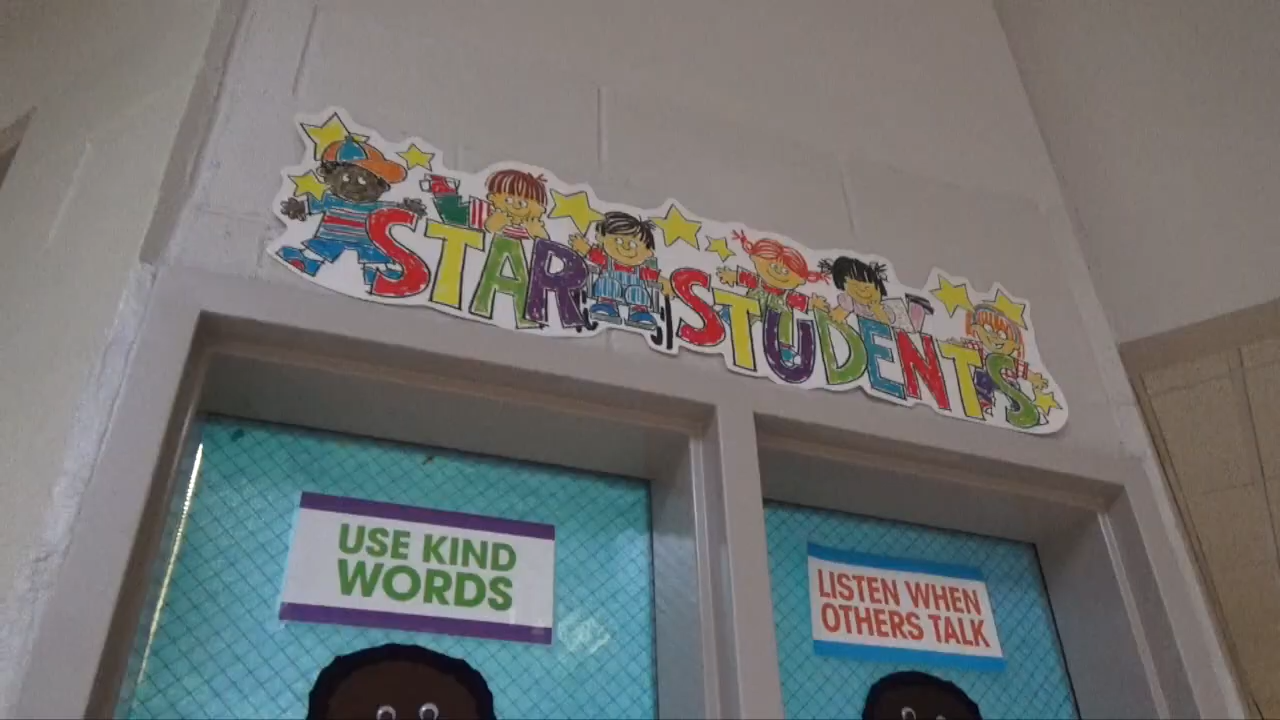 STAR STUDENTS
USE KIND
WORDS
LISTEN WHEN
OTHERS TALK